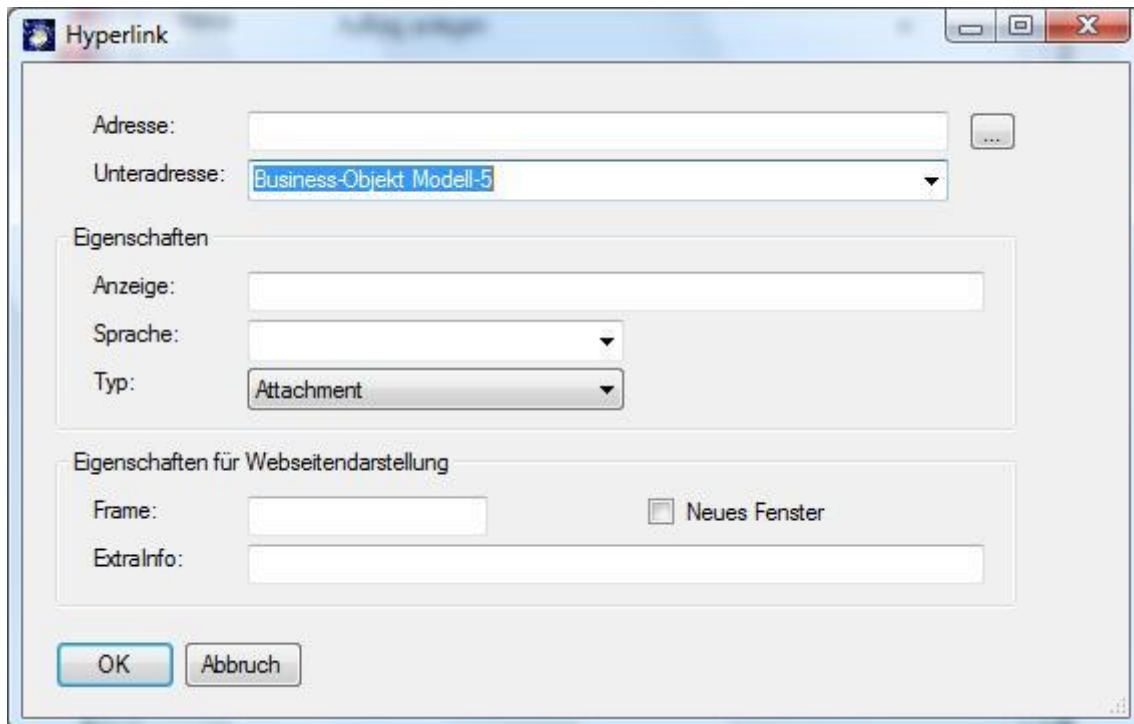 Hyperlink
Adresse:
...
Unteradresse: Business-Objekt Modell-5
Eigenschaften
Anzeige:
Sprache:
Typ: Attachment
Eigenschaften für Webseitendarstellung
Frame: Neues Fenster
ExtraInfo:
OK Abbruch